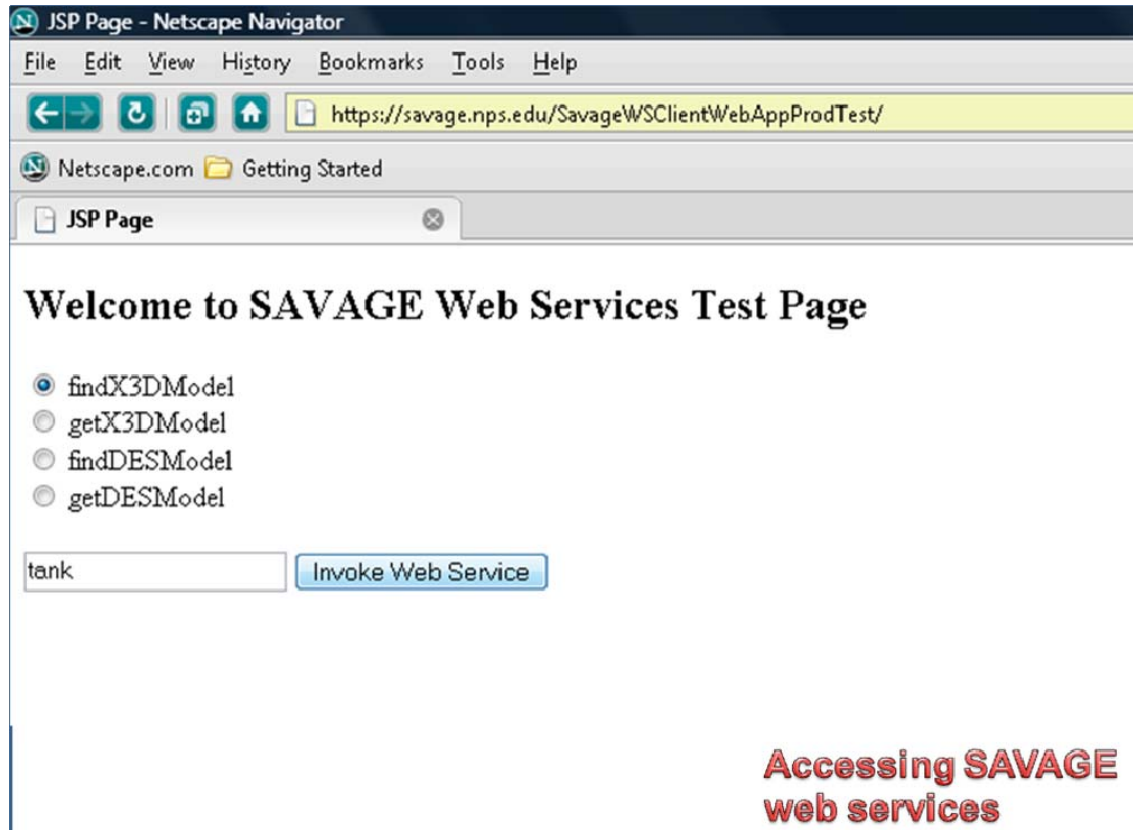 JSP Page - Netscape Navigator
File Edit View History Bookmarks Tools Help
https://savage.nps.edu/SavageWSClientWebAppProdTest/
Netscape.com Getting Started
JSP Page
Welcome to SAVAGE Web Services Test Page
findX3DModel
getX3DModel
findDESModel
getDESModel
tank Invoke Web Service
Accessing SAVAGE
web services